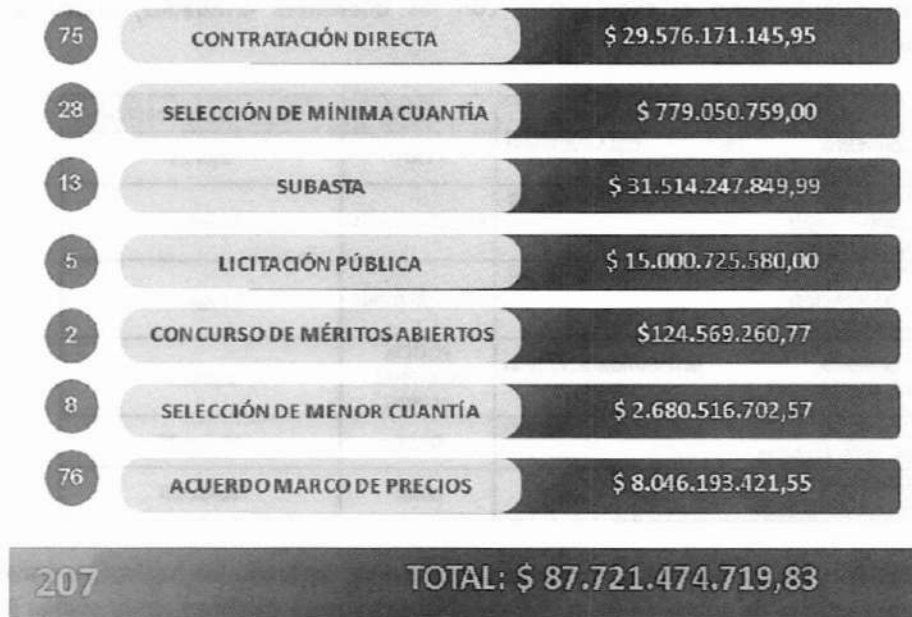 75 CONTRATACIÓN DIRECTA $ 29.576.171.145,95
28 SELECCIÓN DE MÍNIMA CUANTÍA $ 779.050.759,00
13 SUBASTA $ 31.514.247.849,99
5 LICITACIÓN PÚBLICA $ 15.000.725.580,00
2 CONCURSO DE MÉRITOS ABIERTOS $124.569.260,77
8 SELECCIÓN DE MENOR CUANTÍA $ 2.680.516.702,57
76 ACUERDO MARCO DE PRECIOS $ 8.046.193.421,55
207 TOTAL: $ 87.721.474.719,83